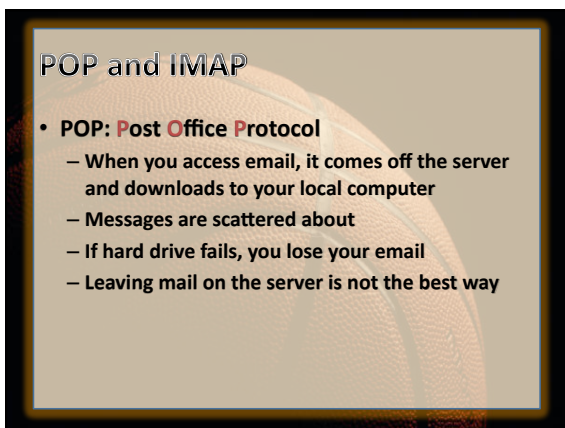 POP and IMAP
• POP: Post Office Protocol
– When you access email, it comes off the server
and downloads to your local computer
– Messages are scattered about
– If hard drive fails, you lose your email
– Leaving mail on the server is not the best way